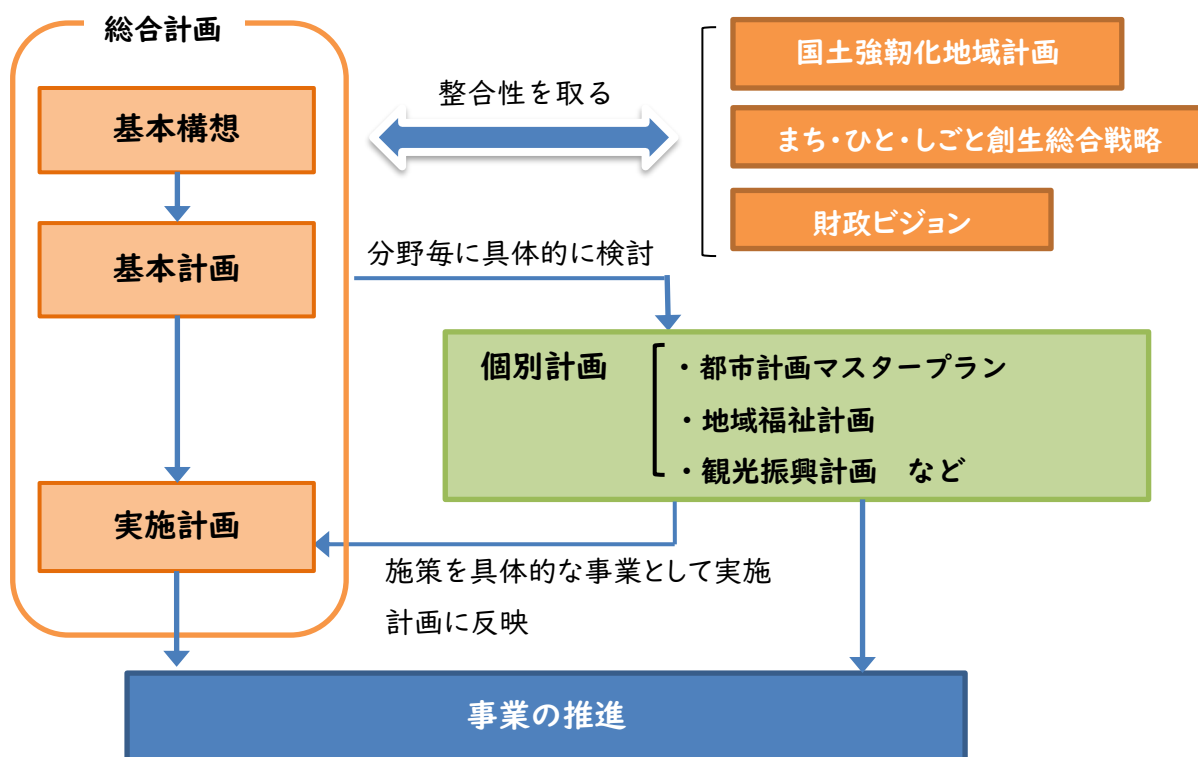 総合計画
基本構想
基本計画
実施計画
整合性を取る
国土強靭化地域計画
まち・ひと・しごと創生総合戦略
財政ビジョン
分野毎に具体的に検討
個別計画
・都市計画マスタープラン
・地域福祉計画
・観光振興計画　など
施策を具体的な事業として実施
計画に反映
事業の推進